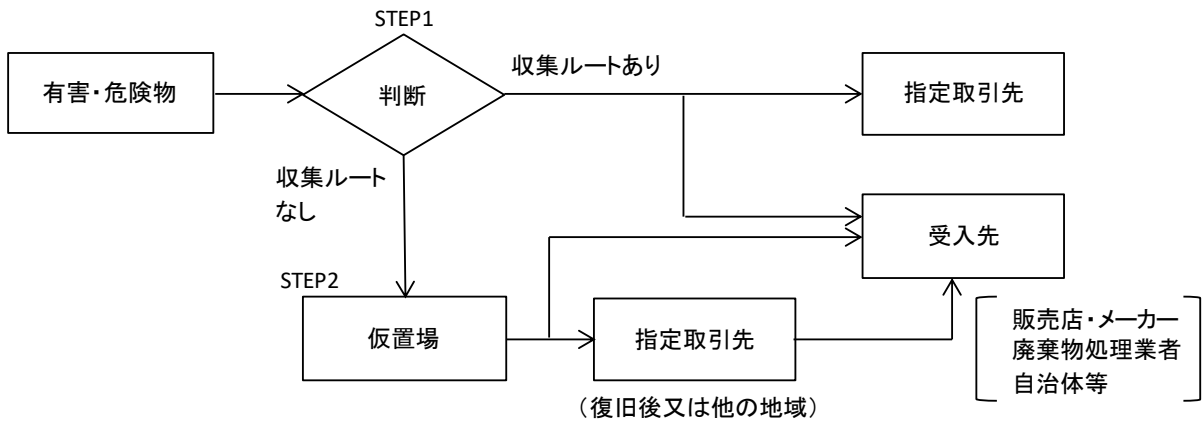 STEP1
有害・危険物
判断
収集ルートあり
指定取引先
収集ルート
なし
受入先
STEP2
仮置場
指定取引先
販売店・メーカー
廃棄物処理業者
自治体等
（復旧後又は他の地域）